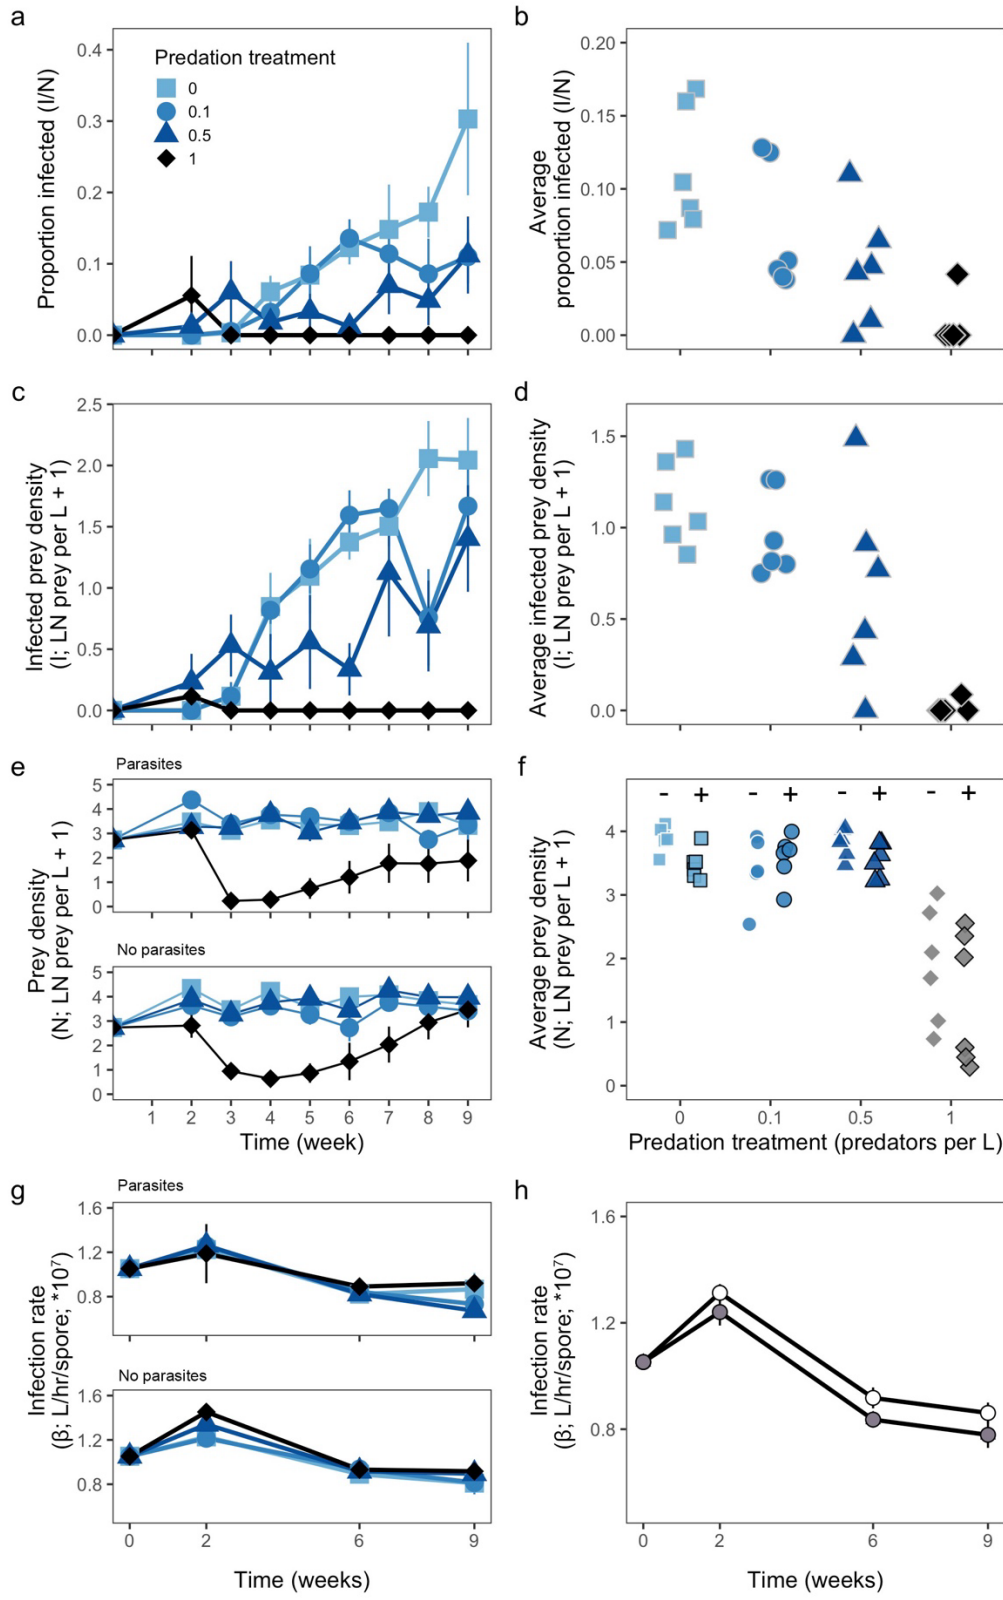 a
Proportion infected (I/N)
0.4
0.3
0.2
0.1
0.0
Predation treatment
0
0.1
0.5
1
b
Average
proportion infected (I/N)
0.20
0.15
0.10
0.05
0.00
c
Infected prey density
(I; LN prey per L + 1)
2.5
2.0
1.5
1.0
0.5
0.0
d
Average infected prey density
(I; LN prey per L + 1)
1.5
1.0
0.5
0.0
e
Prey density
(N; LN prey per L + 1)
Parasites
5
4
3
2
1
0
No parasites
5
4
3
2
1
0
1 2 3 4 5 6 7 8 9
Time (week)
f
Average prey density
(N; LN prey per L + 1)
- + - + - + - +
4
3
2
1
0
0 0.1 0.5 1
Predation treatment (predators per L)
g
Infection rate
(β; L/hr/spore; *10⁷)
Parasites
1.6
1.2
0.8
No parasites
1.6
1.2
0.8
0 2 6 9
Time (weeks)
h
Infection rate
(β; L/hr/spore; *10⁷)
1.6
1.2
0.8
0 2 6 9
Time (weeks)